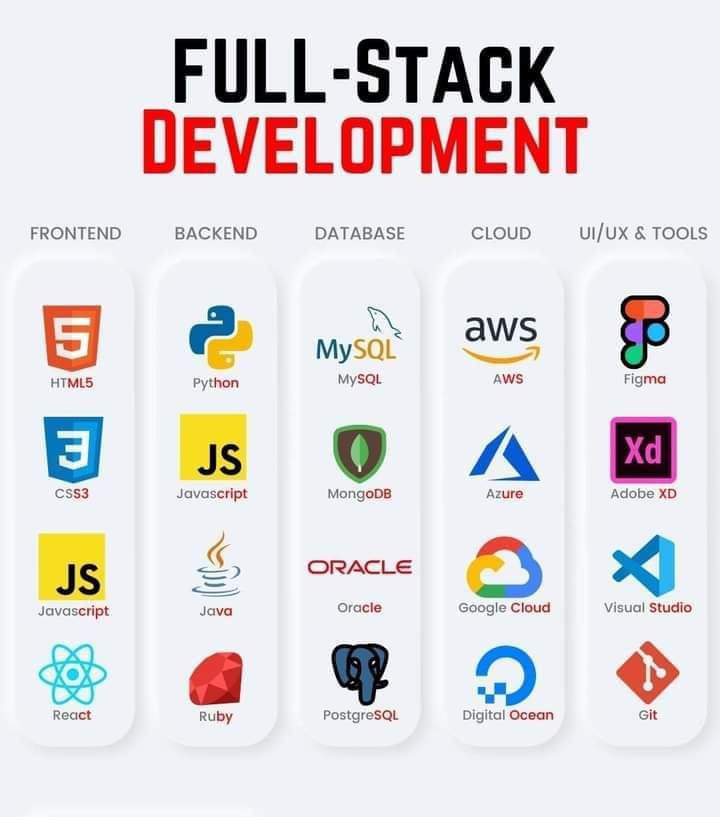 FULL-STACK
DEVELOPMENT
FRONTEND BACKEND DATABASE CLOUD UI/UX & TOOLS
5 MySQL aws
HTML5 Python MySQL AWS Figma
3 JS Xd
CSS3 Javascript MongoDB Azure Adobe XD
JS ORACLE
Javascript Java Oracle Google Cloud Visual Studio
React Ruby PostgreSQL Digital Ocean Git